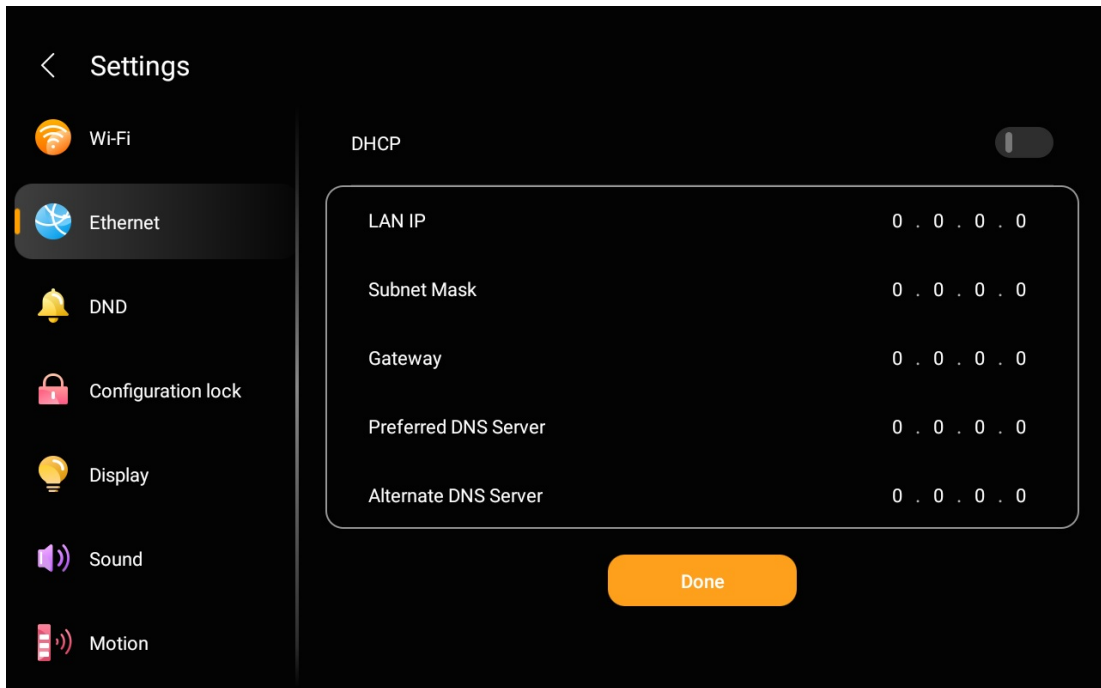 Settings
Wi-Fi
Ethernet
DND
Configuration lock
Display
Sound
Motion
DHCP
LAN IP 0 . 0 . 0 . 0
Subnet Mask 0 . 0 . 0 . 0
Gateway 0 . 0 . 0 . 0
Preferred DNS Server 0 . 0 . 0 . 0
Alternate DNS Server 0 . 0 . 0 . 0
Done